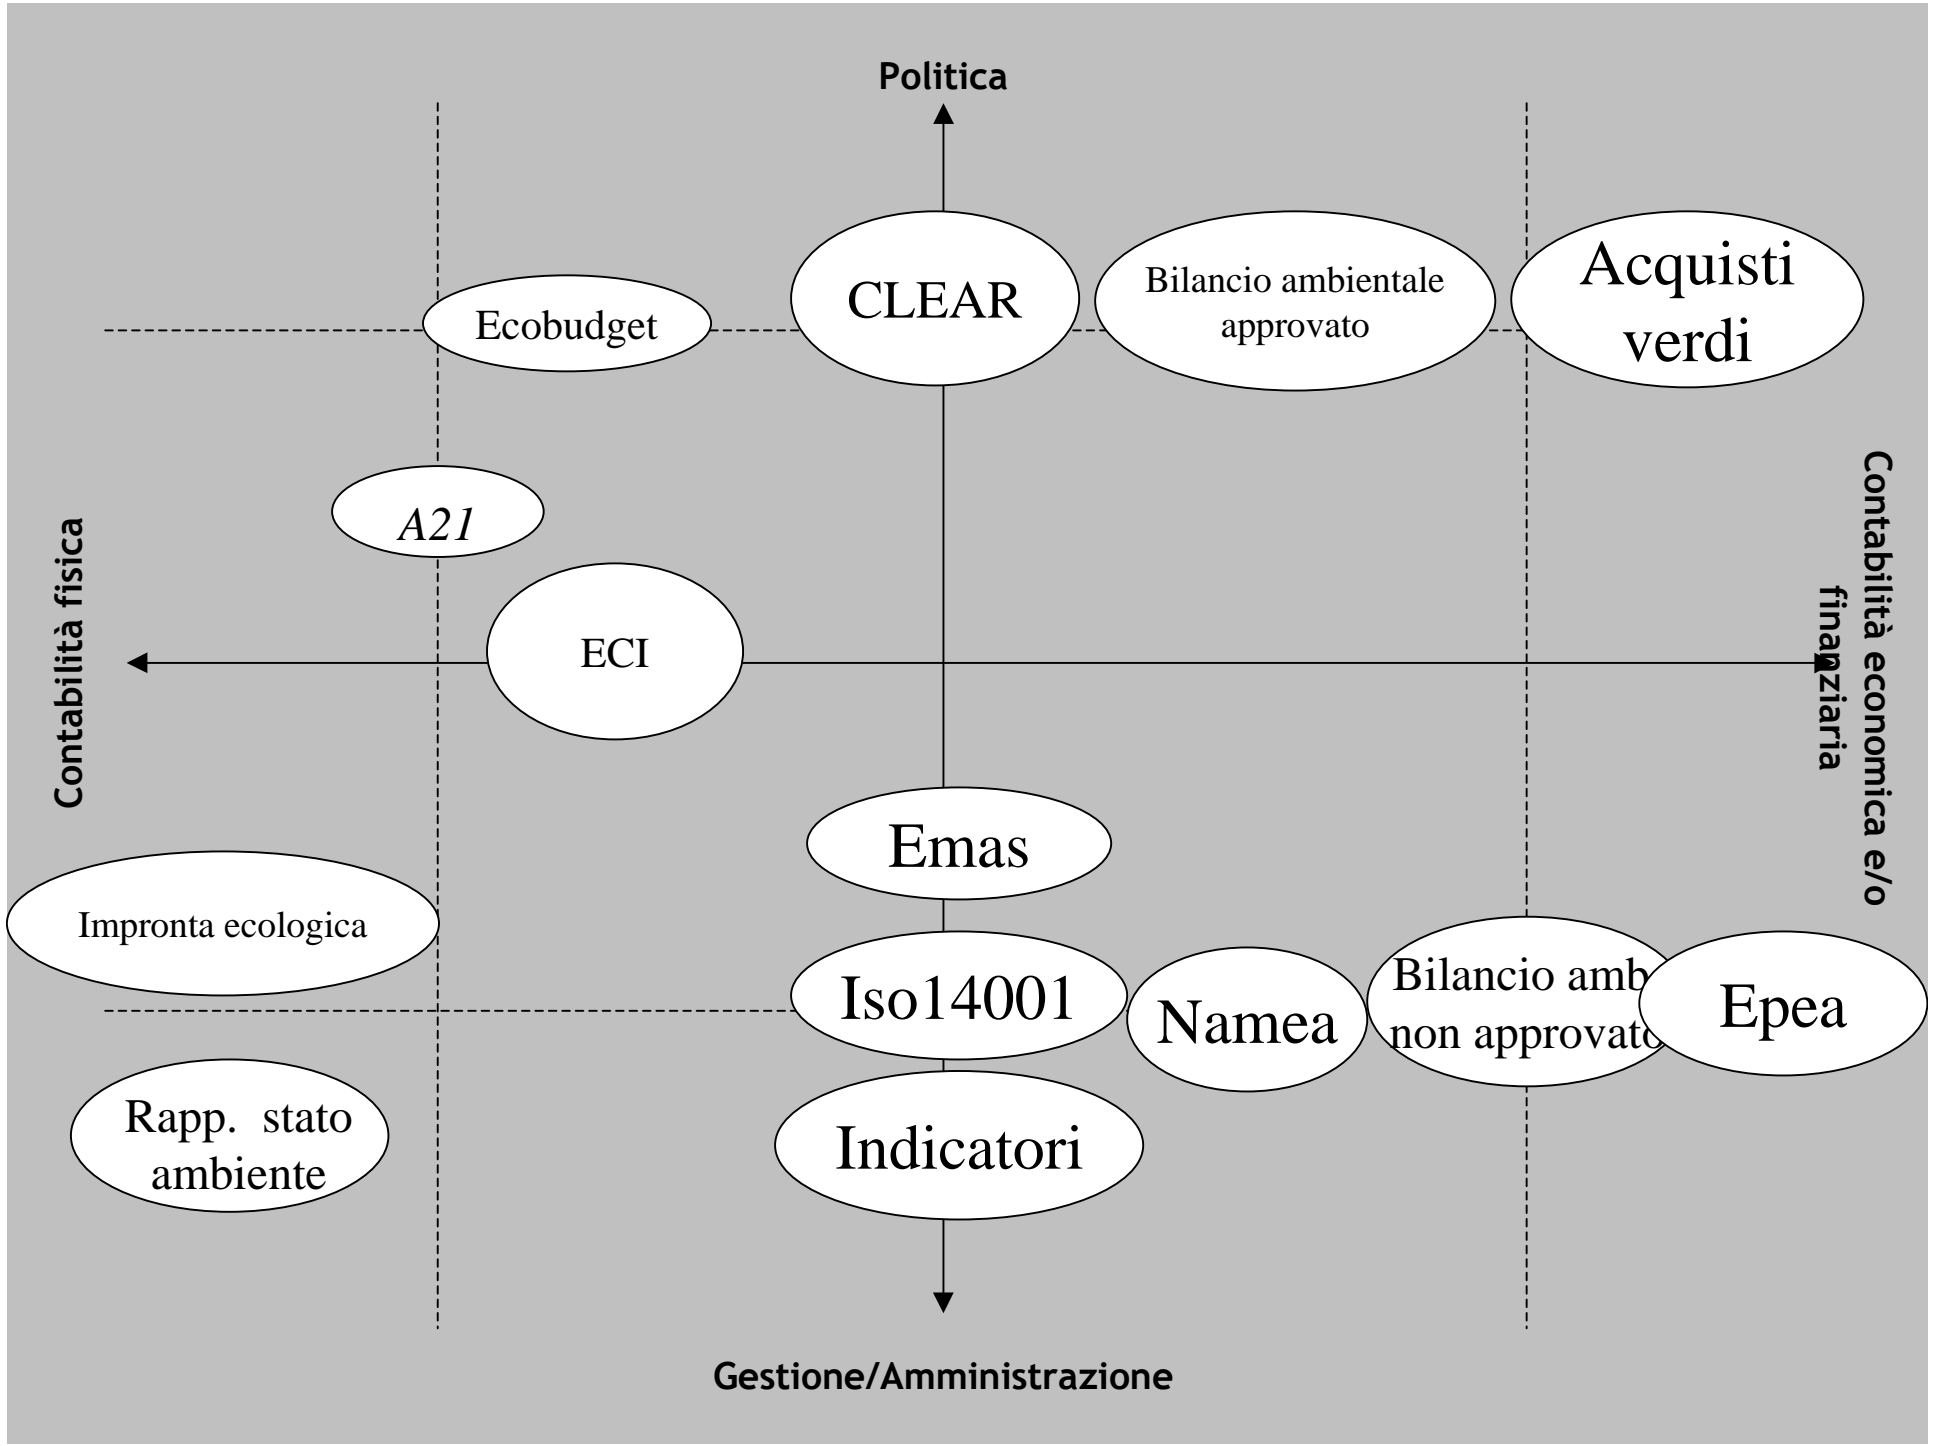 Politica
Ecobudget
CLEAR
Bilancio ambientale
approvato
Acquisti
verdi
A21
Contabilità fisica
ECI
Contabilità economica e/o
finanziaria
Emas
Impronta ecologica
Iso14001
Namea
Bilancio amb
non approvato
Epea
Rapp. stato
ambiente
Indicatori
Gestione/Amministrazione